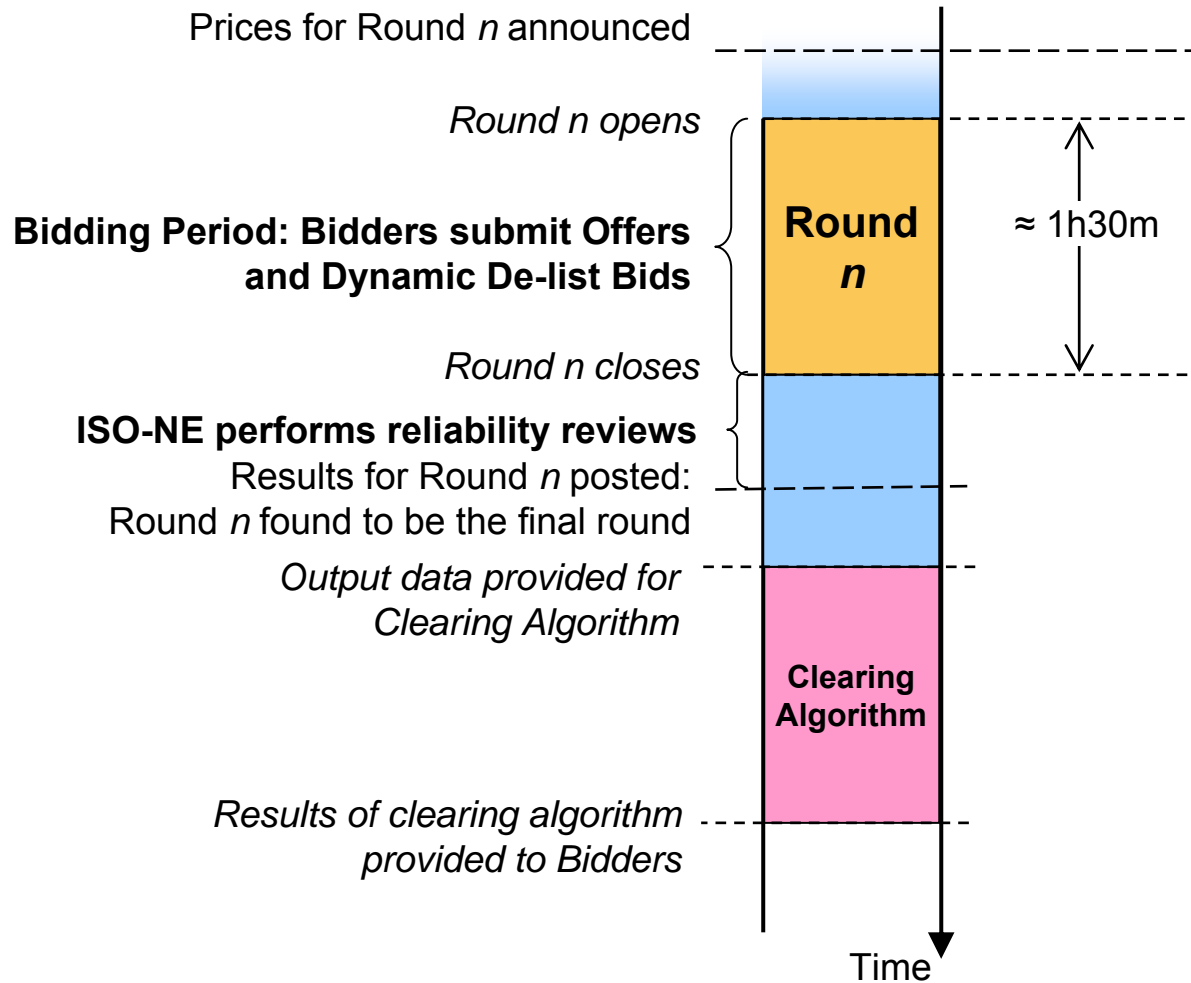 Prices for Round n announced
Round n opens
Bidding Period: Bidders submit Offers
and Dynamic De-list Bids
Round
n
≈ 1h30m
Round n closes
ISO-NE performs reliability reviews
Results for Round n posted:
Round n found to be the final round
Output data provided for
Clearing Algorithm
Clearing
Algorithm
Results of clearing algorithm
provided to Bidders
Time